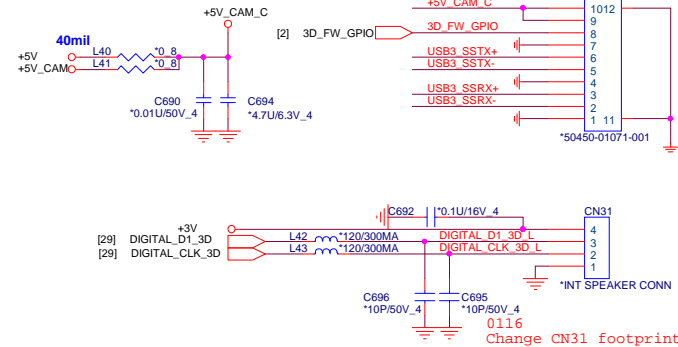 +5V_CAM_C
+5V_CAM_C
1012
9
[2] 3D_FW_GPIO
3D_FW_GPIO
8
7
40mil
+5V
L40
*0_8
USB3_SSTX+
6
+5V_CAM
L41
*0_8
USB3_SSTX-
5
4
USB3_SSRX+
3
C690
C694
USB3_SSRX-
2
*0.01U/50V_4
*4.7U/6.3V_4
1 11
*50450-01071-001
C692
*0.1U/16V_4
CN31
+3V
4
[29] DIGITAL_D1_3D
L42
*120/300MA
DIGITAL_D1_3D_L
3
[29] DIGITAL_CLK_3D
L43
*120/300MA
DIGITAL_CLK_3D_L
2
1
*INT SPEAKER CONN
C696
C695
*10P/50V_4
*10P/50V_4
0116
Change CN31 footprint